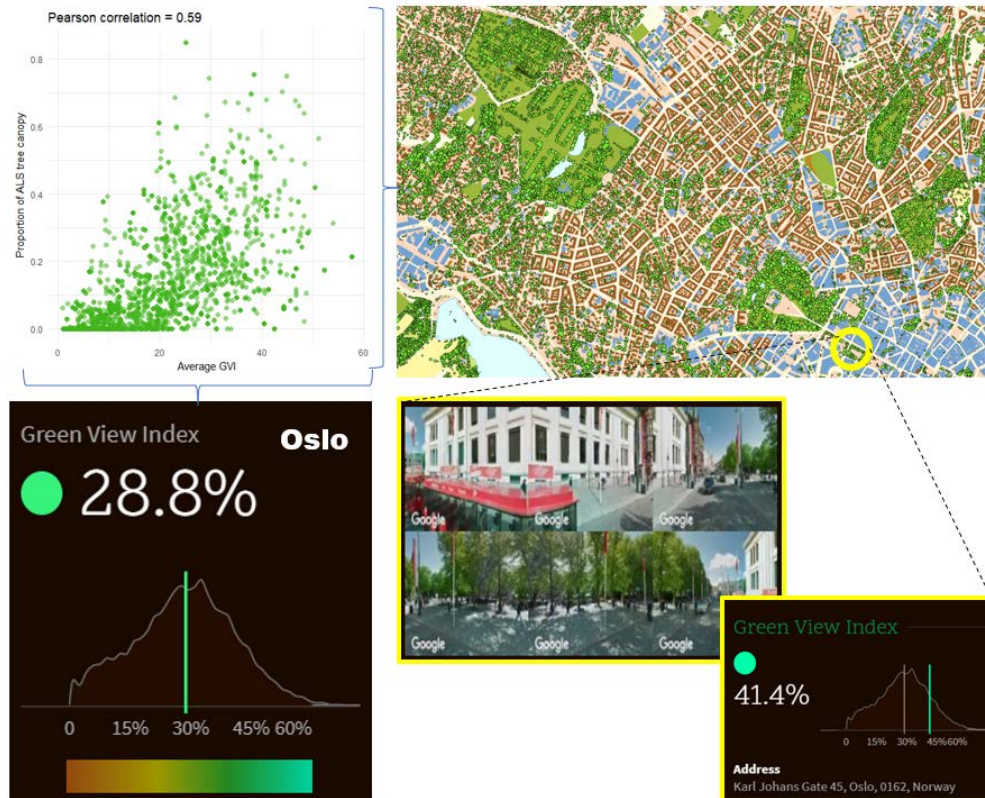 Pearson correlation = 0.59
0.8
0.6
0.4
0.2
0.0
Proportion of ALS tree canopy
0 20 40 60
Average GVI
Green View Index
Oslo
28.8%
0 15% 30% 45% 60%
Google Google Google
Google Google Google
Green View Index
41.4%
0 15% 30% 45% 60%
Address
Karl Johans Gate 45, Oslo, 0162, Norway